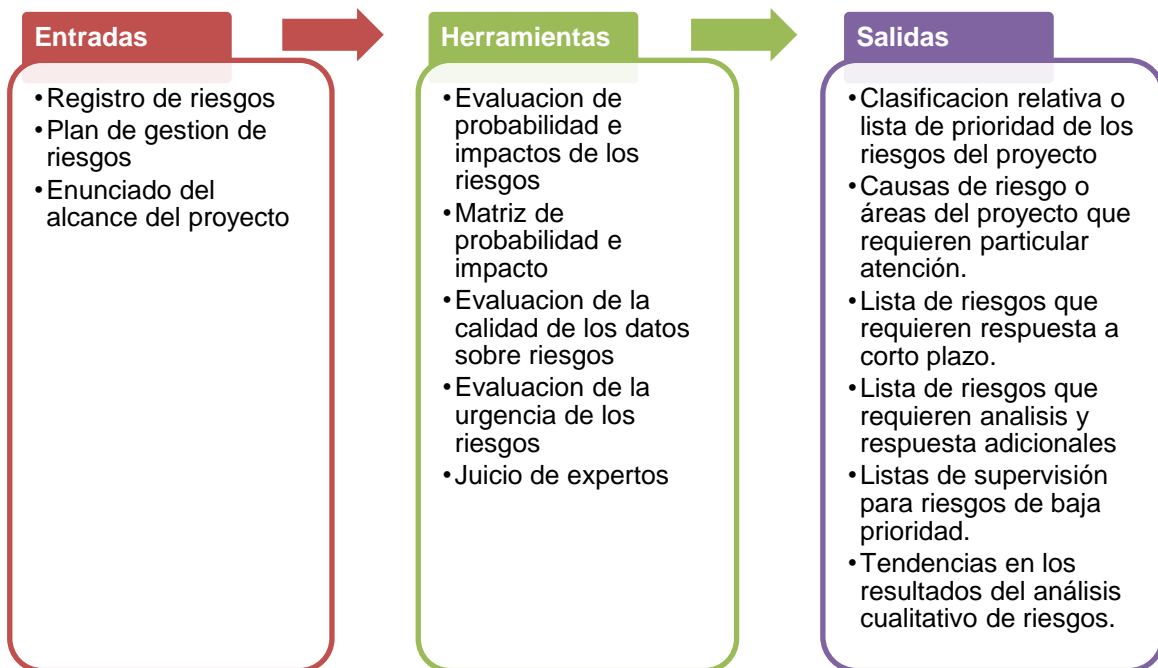 Entradas
•Registro de riesgos
•Plan de gestion de
riesgos
•Enunciado del
alcance del proyecto
Herramientas
•Evaluacion de
probabilidad e
impactos de los
riesgos
•Matriz de
probabilidad e
impacto
•Evaluacion de la
calidad de los datos
sobre riesgos
•Evaluacion de la
urgencia de los
riesgos
•Juicio de expertos
Salidas
•Clasificacion relativa o
lista de prioridad de los
riesgos del proyecto
•Causas de riesgo o
áreas del proyecto que
requieren particular
atención.
•Lista de riesgos que
requieren respuesta a
corto plazo.
•Lista de riesgos que
requieren analisis y
respuesta adicionales
•Listas de supervisión
para riesgos de baja
prioridad.
•Tendencias en los
resultados del análisis
cualitativo de riesgos.